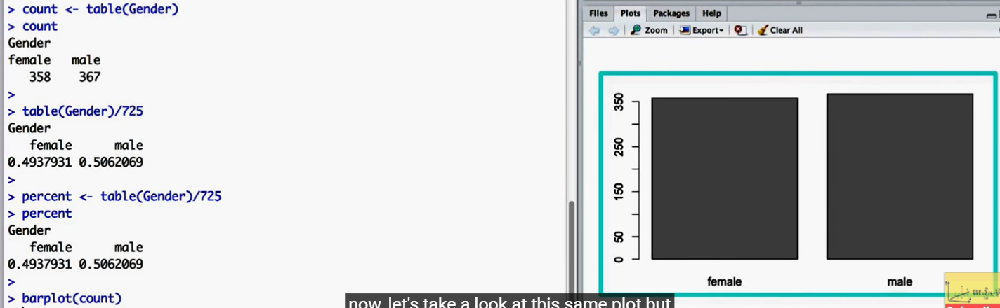 > count <- table(Gender)
> count
Gender
female male
358 367
>
> table(Gender)/725
Gender
female male
0.4937931 0.5062069
>
> percent <- table(Gender)/725
> percent
Gender
female male
0.4937931 0.5062069
>
> barplot(count)
Files Plots Packages Help
Zoom Export Clear All
350
250
150
50
0
female male
now, let's take a look at this same plot but